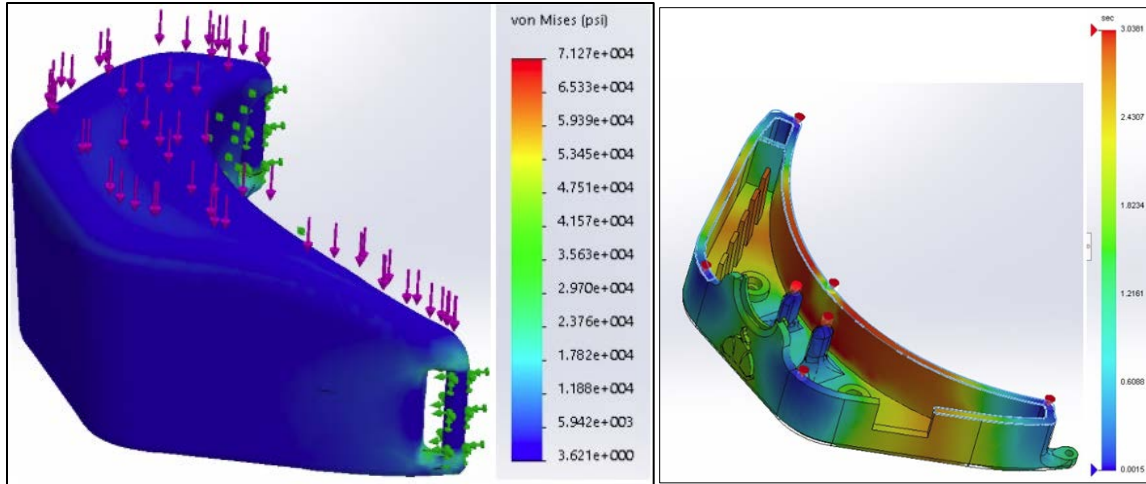 von Mises (psi)
7.127e+004
6.533e+004
5.939e+004
5.345e+004
4.751e+004
4.157e+004
3.563e+004
2.970e+004
2.376e+004
1.782e+004
1.188e+004
5.942e+003
3.621e+000
sec
3.0381
2.4307
1.8234
1.2161
0.6088
0.0015